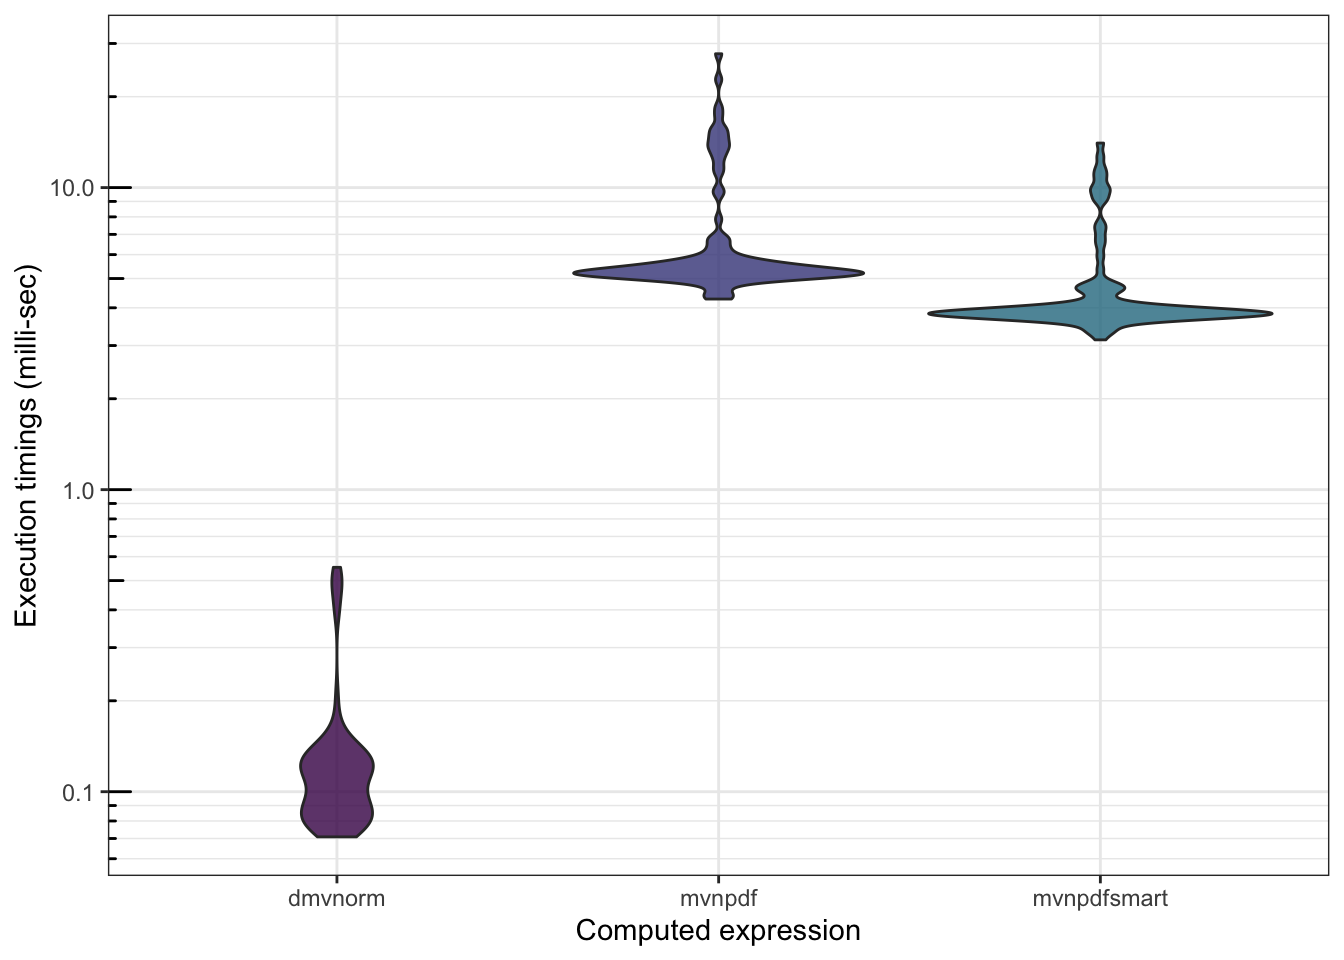 Execution timings (milli-sec)
10.0
1.0
0.1
dmvnorm mvnpdf mvnpdfsmart
Computed expression